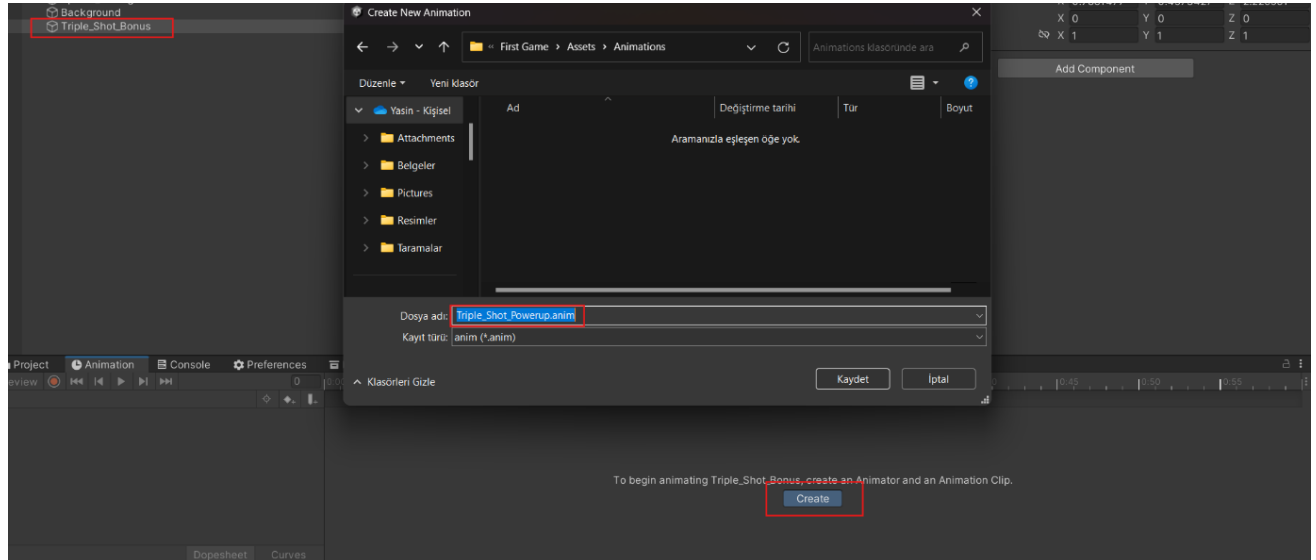 Background
Triple_Shot_Bonus
Create New Animation
X 0 Y 0 Z 0
X 1 Y 1 Z 1
Add Component
« First Game > Assets > Animations
Animations klasöründe ara
Düzenle Yeni klasör
Yasin - Kişisel
Ad Değiştirme tarihi Tür Boyut
Attachments
Aramanızla eşleşen öğe yok.
Belgeler
Pictures
Resimler
Taramalar
Dosya adı: Triple_Shot_Powerup.anim
Kayıt türü: anim (*.anim)
Klasörleri Gizle
Kaydet İptal
Project Animation Console Preferences
0 0:45 0:50 0:55
To begin animating Triple_Shot_Bonus, create an Animator and an Animation Clip.
Create
Dopesheet Curves